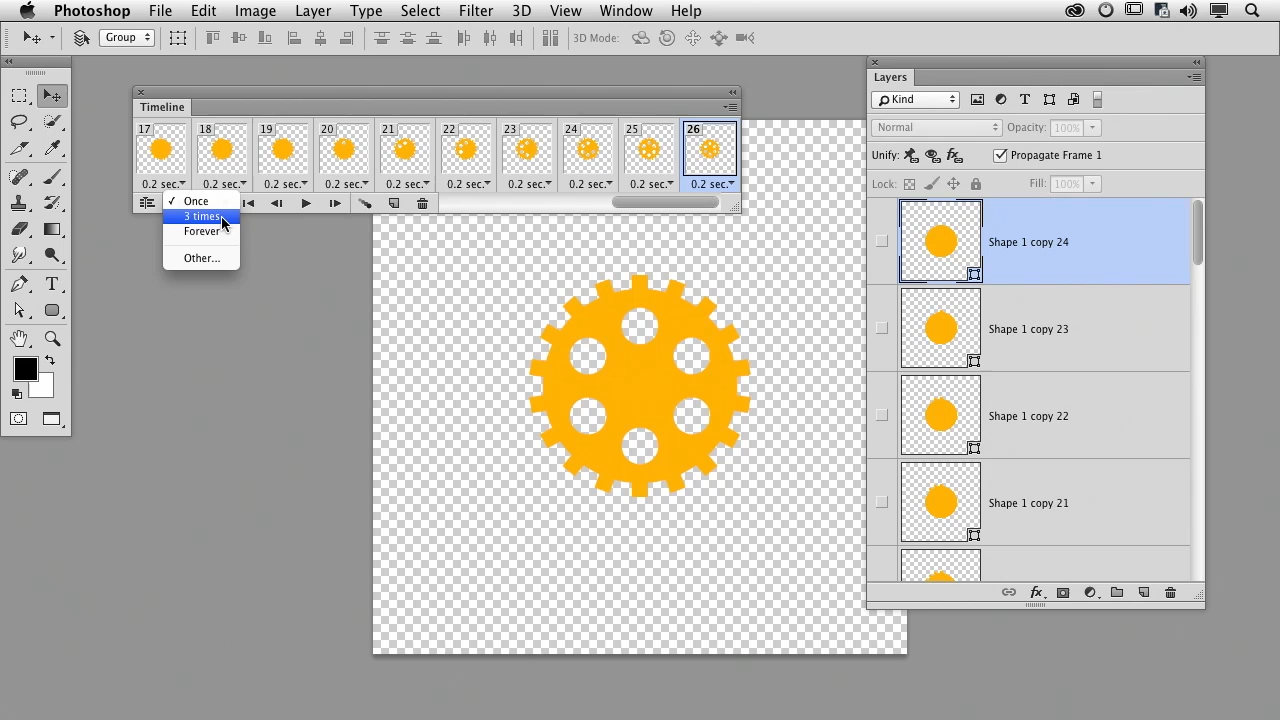 Photoshop File Edit Image Layer Type Select Filter 3D View Window Help
Group 3D Mode:
Timeline
17 18 19 20 21 22 23 24 25 26
0.2 sec. 0.2 sec. 0.2 sec. 0.2 sec. 0.2 sec. 0.2 sec. 0.2 sec. 0.2 sec. 0.2 sec. 0.2 sec.
✓ Once
3 times
Forever
Other...
Layers
Kind
Normal Opacity: 100%
Unify: Propagate Frame 1
Lock: Fill: 100%
Shape 1 copy 24
Shape 1 copy 23
Shape 1 copy 22
Shape 1 copy 21
fx